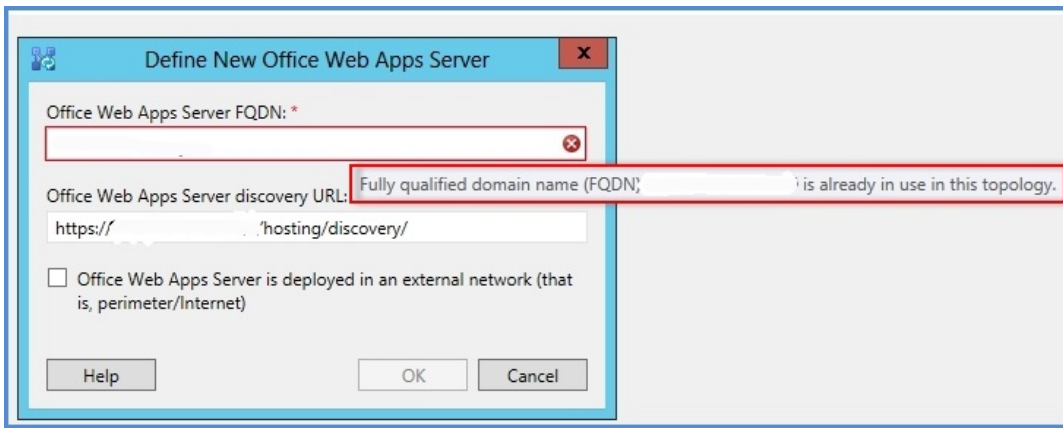 Define New Office Web Apps Server
x
Office Web Apps Server FQDN: *
Fully qualified domain name (FQDN) is already in use in this topology.
Office Web Apps Server discovery URL:
https:// /hosting/discovery/
Office Web Apps Server is deployed in an external network (that
is, perimeter/Internet)
Help OK Cancel